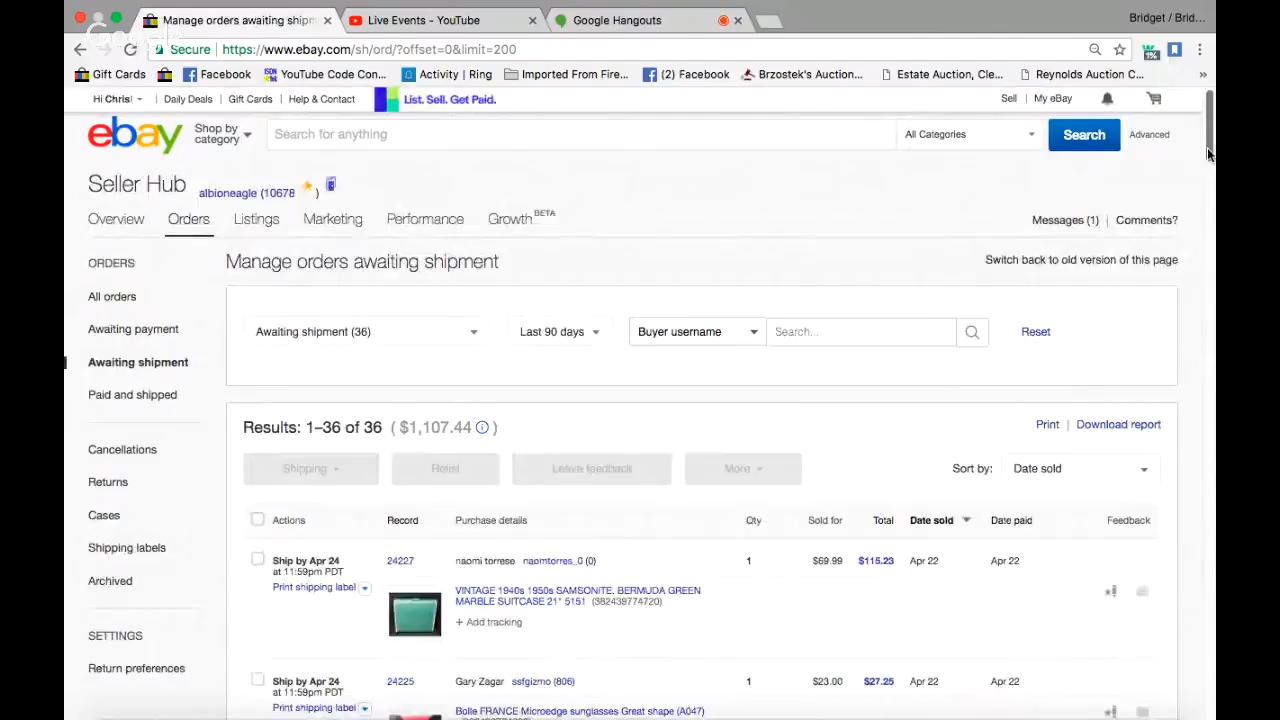 Manage orders awaiting shipm
Live Events - YouTube
Google Hangouts
Bridget / Brid...
Google
Secure
https://www.ebay.com/sh/ord/?offset=0&limit=200
1%
Gift Cards
Facebook
YouTube Code Con...
Activity | Ring
Imported From Fire...
(2) Facebook
Brzostek's Auction...
Estate Auction, Cle...
Reynolds Auction C...
»
Hi Chris!
Daily Deals
Gift Cards
Help & Contact
List. Sell. Get Paid.
Sell
My eBay
ebay
Shop by category
Search for anything
All Categories
Search
Advanced
Seller Hub
albioneagle (10678 )
Overview
Orders
Listings
Marketing
Performance
Growth BETA
Messages (1) | Comments?
ORDERS
All orders
Awaiting payment
Awaiting shipment
Paid and shipped
Cancellations
Returns
Cases
Shipping labels
Archived
SETTINGS
Return preferences
Manage orders awaiting shipment
Switch back to old version of this page
Awaiting shipment (36)
Last 90 days
Buyer username
Search...
Reset
Results: 1–36 of 36 ( $1,107.44 )
Print | Download report
Shipping
Relist
Leave feedback
More
Sort by:
Date sold
Actions
Record
Purchase details
Qty
Sold for
Total
Date sold
Date paid
Feedback
Ship by Apr 24
at 11:59pm PDT
Print shipping label
24227
naomi torrese naomtorres_0 (0)
1
$69.99
$115.23
Apr 22
Apr 22
VINTAGE 1940s 1950s SAMSONITE. BERMUDA GREEN
MARBLE SUITCASE 21" 5151 (382439774720)
+ Add tracking
Ship by Apr 24
at 11:59pm PDT
Print shipping label
24225
Gary Zagar ssfgizmo (806)
1
$23.00
$27.25
Apr 22
Apr 22
Bolle FRANCE Microedge sunglasses Great shape (A047)